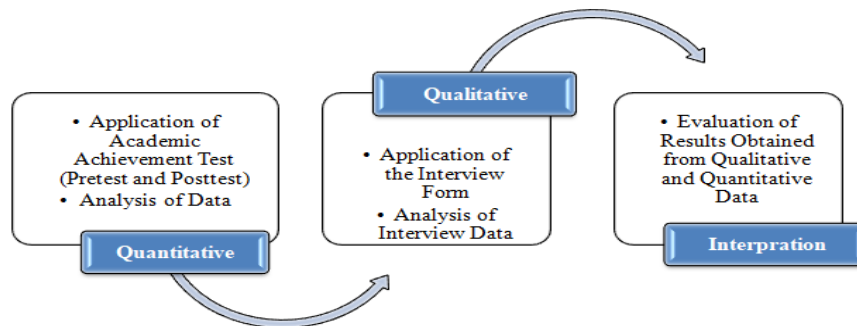 • Application of
Academic
Achievement Test
(Pretest and Posttest)
• Analysis of Data
Quantitative
Qualitative
• Application of
the Interview
Form
• Analysis of
Interview Data
• Evaluation of
Results Obtained
from Qualitative
and Quantitative
Data
Interpration